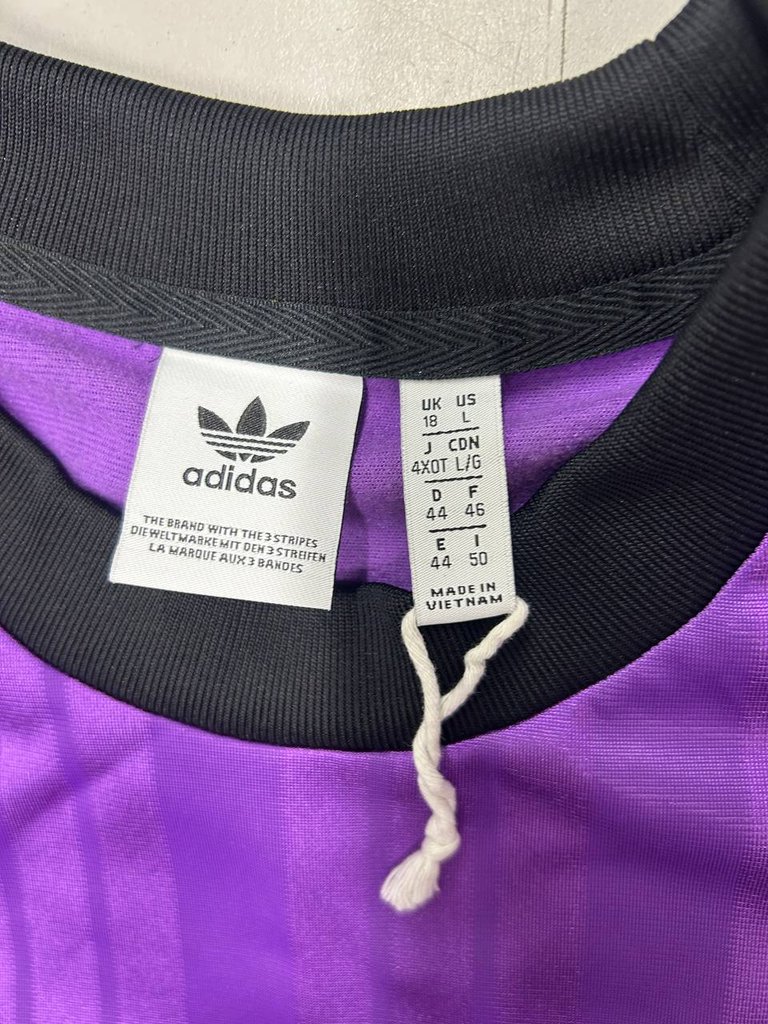 adidas
THE BRAND WITH THE 3 STRIPES
DIE WELTMARKE MIT DEN 3 STREIFEN
LA MARQUE AUX 3 BANDES
UK US
18 L
J CDN
4XOT L/G
D F
44 46
E I
44 50
MADE IN
VIETNAM